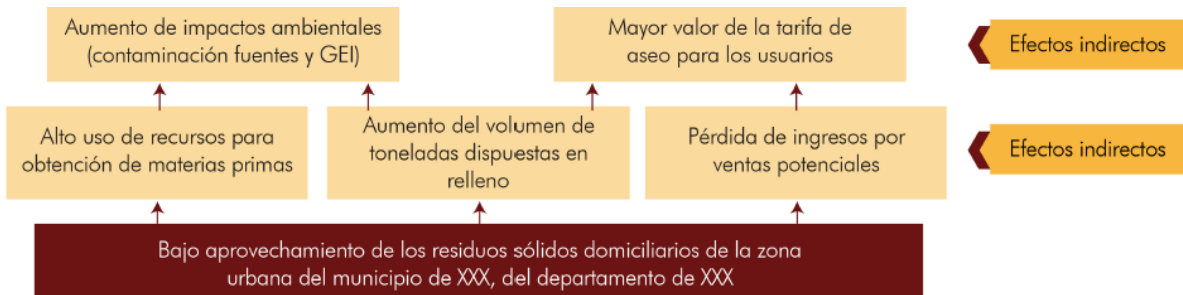 Aumento de impactos ambientales
(contaminación fuentes y GEI)
Mayor valor de la tarifa de
aseo para los usuarios
Efectos indirectos
Alto uso de recursos para
obtención de materias primas
Aumento del volumen de
toneladas dispuestas en
relleno
Pérdida de ingresos por
ventas potenciales
Efectos indirectos
Bajo aprovechamiento de los residuos sólidos domiciliarios de la zona
urbana del municipio de XXX, del departamento de XXX